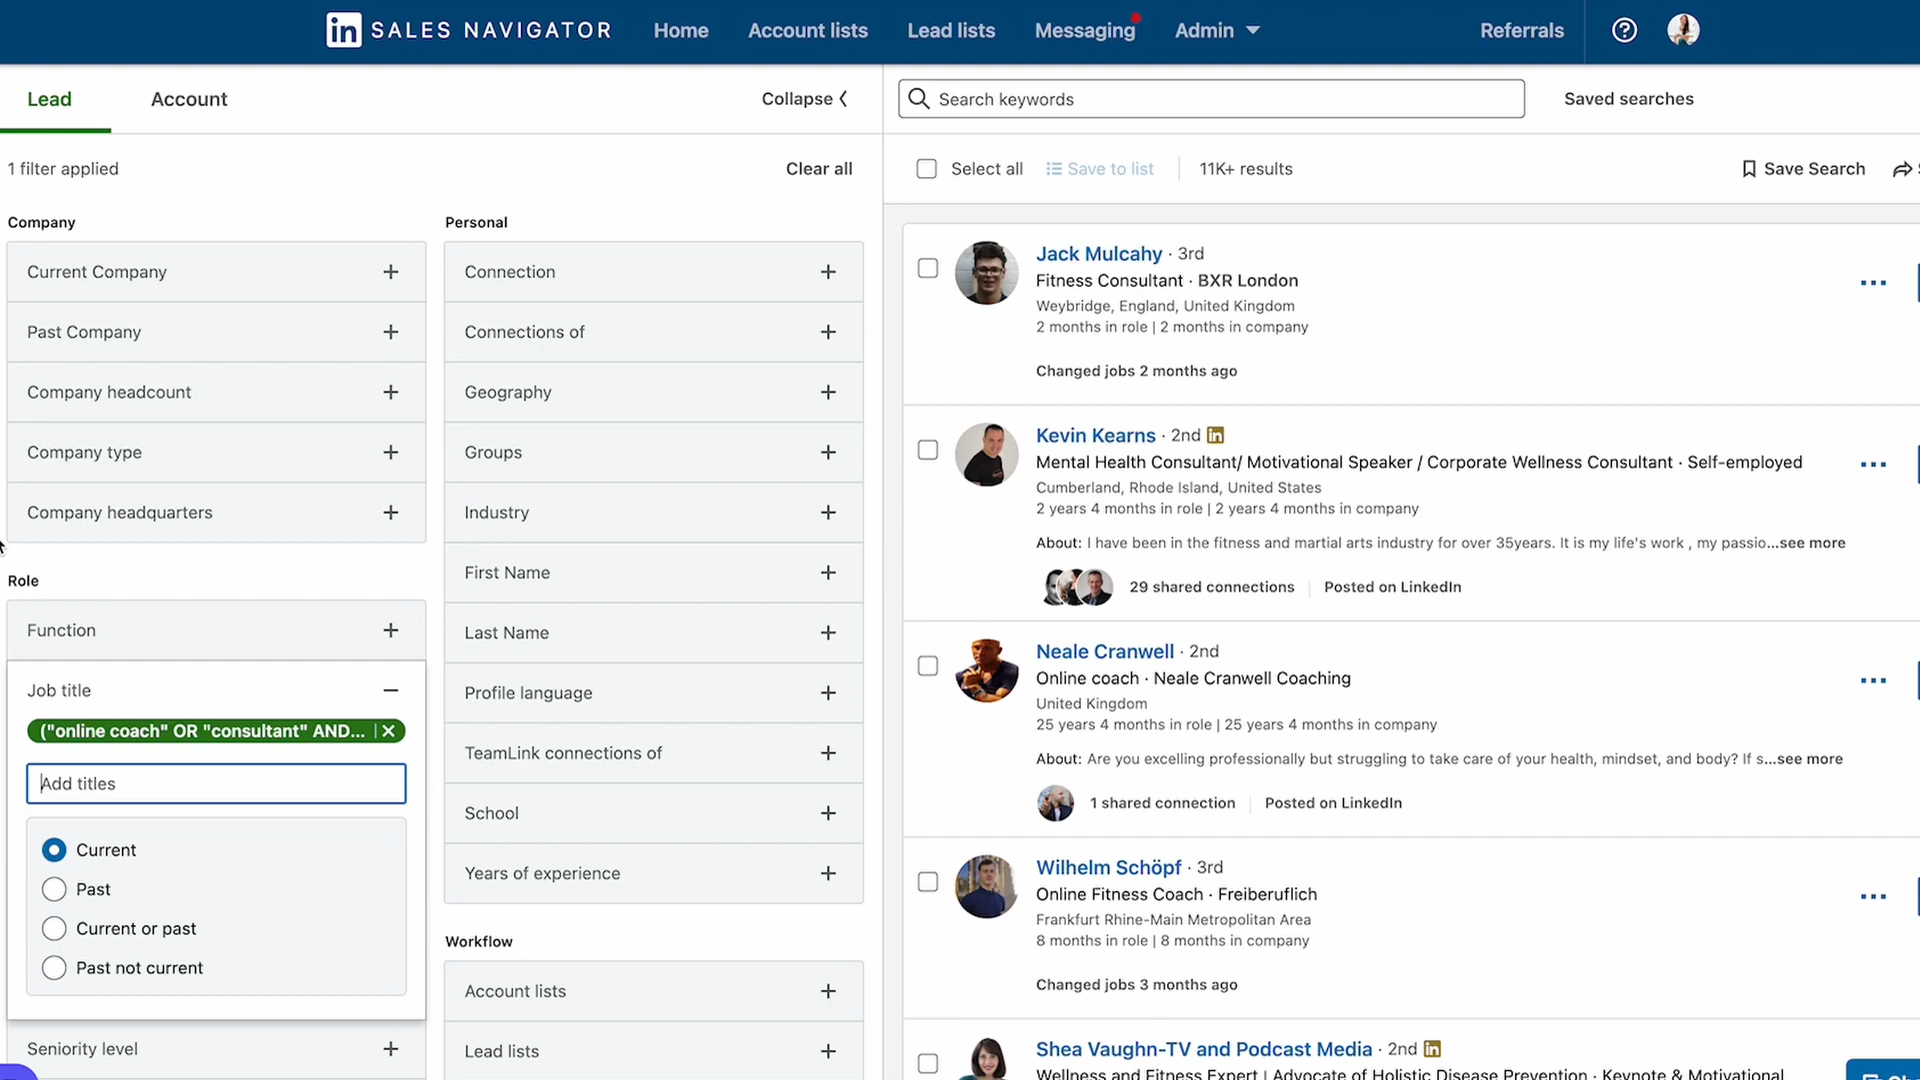 in SALES NAVIGATOR
Home
Account lists
Lead lists
Messaging
Admin
Referrals
Lead
Account
Collapse
Search keywords
Saved searches
1 filter applied
Clear all
Select all
Save to list
11K+ results
Save Search
Company
Current Company
Past Company
Company headcount
Company type
Company headquarters
Role
Function
Job title
("online coach" OR "consultant" AND...
Add titles
Current
Past
Current or past
Past not current
Seniority level
Personal
Connection
Connections of
Geography
Groups
Industry
First Name
Last Name
Profile language
TeamLink connections of
School
Years of experience
Workflow
Account lists
Lead lists
Jack Mulcahy · 3rd
Fitness Consultant · BXR London
Weybridge, England, United Kingdom
2 months in role | 2 months in company
Changed jobs 2 months ago
Kevin Kearns · 2nd in
Mental Health Consultant/ Motivational Speaker / Corporate Wellness Consultant · Self-employed
Cumberland, Rhode Island, United States
2 years 4 months in role | 2 years 4 months in company
About: I have been in the fitness and martial arts industry for over 35years. It is my life's work , my passio...see more
29 shared connections | Posted on LinkedIn
Neale Cranwell · 2nd
Online coach · Neale Cranwell Coaching
United Kingdom
25 years 4 months in role | 25 years 4 months in company
About: Are you excelling professionally but struggling to take care of your health, mindset, and body? If s...see more
1 shared connection | Posted on LinkedIn
Wilhelm Schöpf · 3rd
Online Fitness Coach · Freiberuflich
Frankfurt Rhine-Main Metropolitan Area
8 months in role | 8 months in company
Changed jobs 3 months ago
Shea Vaughn-TV and Podcast Media · 2nd in
Wellness and Fitness Expert | Advocate of Holistic Disease Prevention · Keynote & Motivational